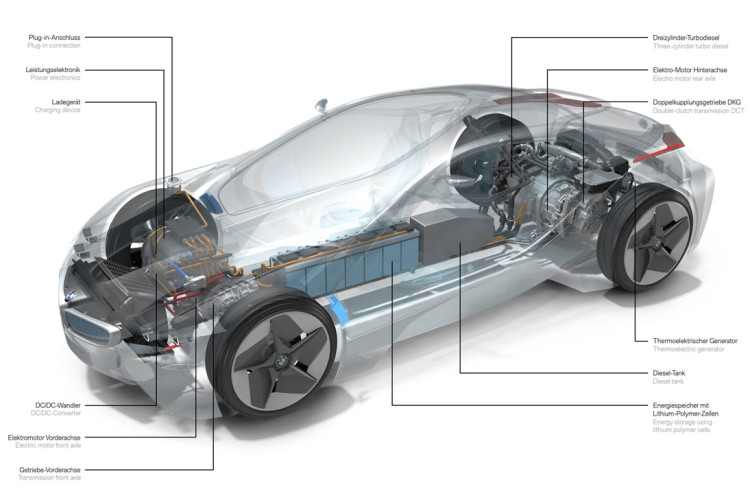 Plug-in-Anschluss
Plug-in connection
Leistungselektronik
Power electronics
Ladegerät
Charging device
DC/DC-Wandler
DC/DC-Converter
Elektromotor Vorderachse
Electric motor front axle
Getriebe-Vorderachse
Transmission front axle
Dreizylinder-Turbodiesel
Three-cylinder turbo diesel
Elektro-Motor Hinterachse
Electro motor rear axle
Doppelkupplungsgetriebe DKG
Double-clutch transmission DCT
Thermoelektrischer Generator
Thermoelectric generator
Diesel-Tank
Diesel tank
Energiespeicher mit
Lithium-Polymer-Zellen
Energy storage using
lithium polymer cells